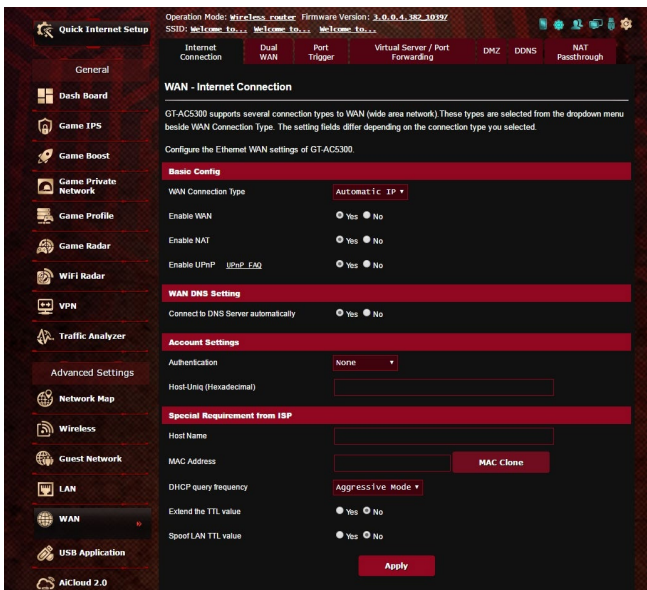 Quick Internet Setup
General
Dash Board
Game IPS
Game Boost
Game Private
Network
Game Profile
Game Radar
WiFi Radar
VPN
Traffic Analyzer
Advanced Settings
Network Map
Wireless
Guest Network
LAN
WAN
USB Application
AiCloud 2.0
Operation Mode: Wireless router Firmware Version: 3.0.0.4.382_10397
SSID: Welcome to... Welcome to... Welcome to...
Internet
Connection
Dual
WAN
Port
Trigger
Virtual Server / Port
Forwarding
DMZ
DDNS
NAT
Passthrough
WAN - Internet Connection
GT-AC5300 supports several connection types to WAN (wide area network).These types are selected from the dropdown menu
beside WAN Connection Type. The setting fields differ depending on the connection type you selected.
Configure the Ethernet WAN settings of GT-AC5300.
Basic Config
WAN Connection Type Automatic IP
Enable WAN Yes No
Enable NAT Yes No
Enable UPnP UPnP FAQ Yes No
WAN DNS Setting
Connect to DNS Server automatically Yes No
Account Settings
Authentication None
Host-Uniq (Hexadecimal)
Special Requirement from ISP
Host Name
MAC Address MAC Clone
DHCP query frequency Aggressive Mode
Extend the TTL value Yes No
Spoof LAN TTL value Yes No
Apply